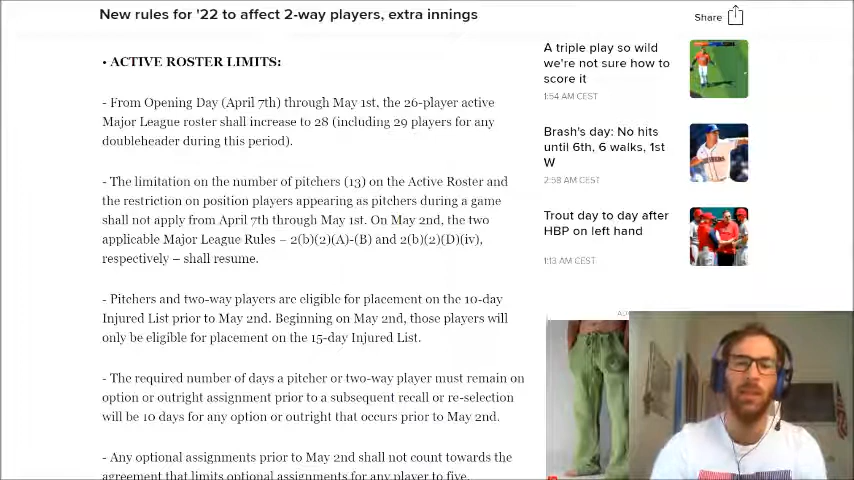 New rules for '22 to affect 2-way players, extra innings
Share
• ACTIVE ROSTER LIMITS:
- From Opening Day (April 7th) through May 1st, the 26-player active
Major League roster shall increase to 28 (including 29 players for any
doubleheader during this period).
- The limitation on the number of pitchers (13) on the Active Roster and
the restriction on position players appearing as pitchers during a game
shall not apply from April 7th through May 1st. On May 2nd, the two
applicable Major League Rules – 2(b)(2)(A)-(B) and 2(b)(2)(D)(iv),
respectively – shall resume.
- Pitchers and two-way players are eligible for placement on the 10-day
Injured List prior to May 2nd. Beginning on May 2nd, those players will
only be eligible for placement on the 15-day Injured List.
- The required number of days a pitcher or two-way player must remain on
option or outright assignment prior to a subsequent recall or re-selection
will be 10 days for any option or outright that occurs prior to May 2nd.
- Any optional assignments prior to May 2nd shall not count towards the
agreement that limits optional assignments for any player to five.
A triple play so wild
we're not sure how to
score it
1:54 AM CEST
Brash's day: No hits
until 6th, 6 walks, 1st
W
2:58 AM CEST
Trout day to day after
HBP on left hand
1:13 AM CEST